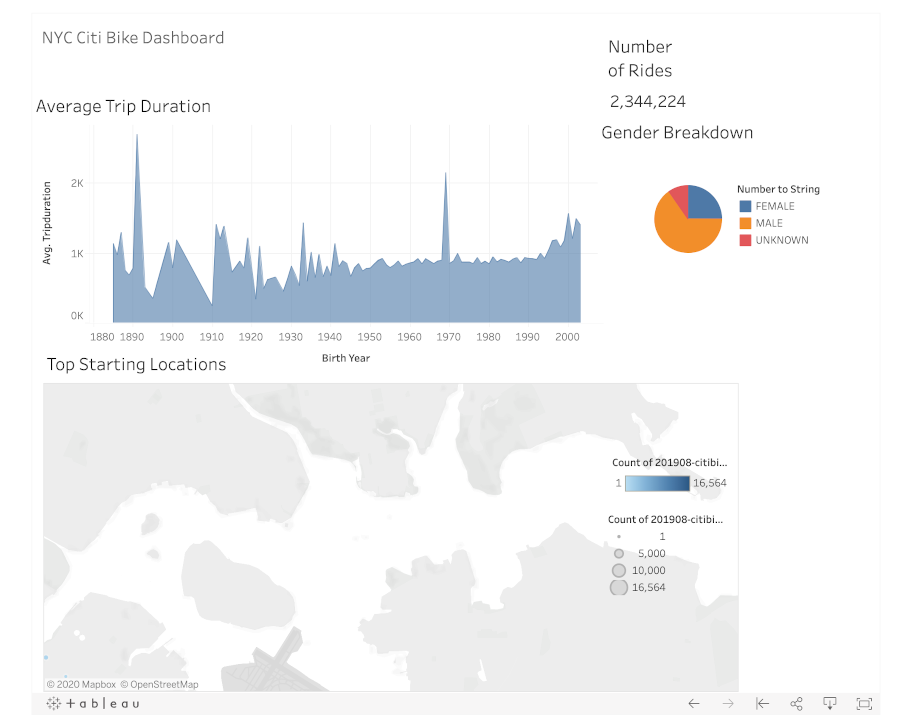 NYC Citi Bike Dashboard
Number
of Rides
2,344,224
Average Trip Duration
Gender Breakdown
Avg. Tripduration
2K
1K
0K
1880 1890 1900 1910 1920 1930 1940 1950 1960 1970 1980 1990 2000
Birth Year
Number to String
FEMALE
MALE
UNKNOWN
Top Starting Locations
Count of 201908-citibi...
1 16,564
Count of 201908-citibi...
1
5,000
10,000
16,564
© 2020 Mapbox © OpenStreetMap
+ableau